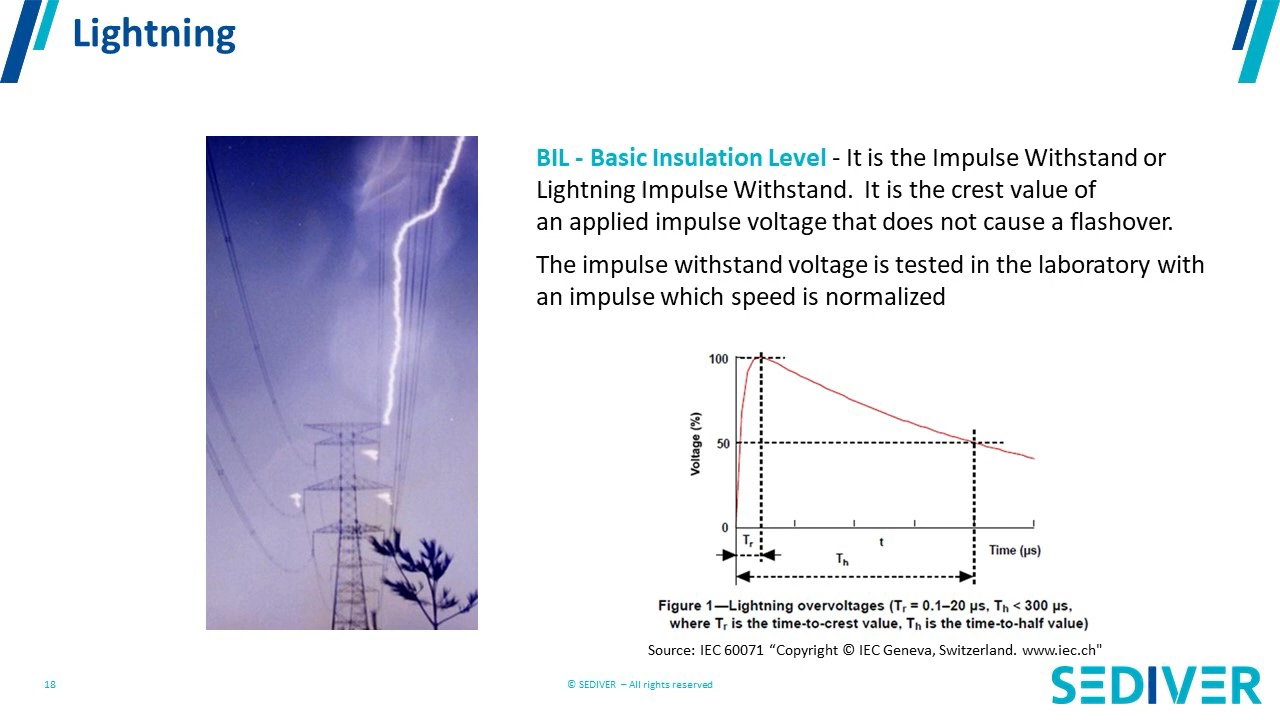 Lightning
BIL - Basic Insulation Level - It is the Impulse Withstand or
Lightning Impulse Withstand. It is the crest value of
an applied impulse voltage that does not cause a flashover.
The impulse withstand voltage is tested in the laboratory with
an impulse which speed is normalized
100
50
0
Voltage (%)
Tr
t
Th
Time (µs)
Figure 1—Lightning overvoltages (Tr = 0.1–20 µs, Th < 300 µs,
where Tr is the time-to-crest value, Th is the time-to-half value)
Source: IEC 60071 “Copyright © IEC Geneva, Switzerland. www.iec.ch"
18
© SEDIVER – All rights reserved
SEDIVER